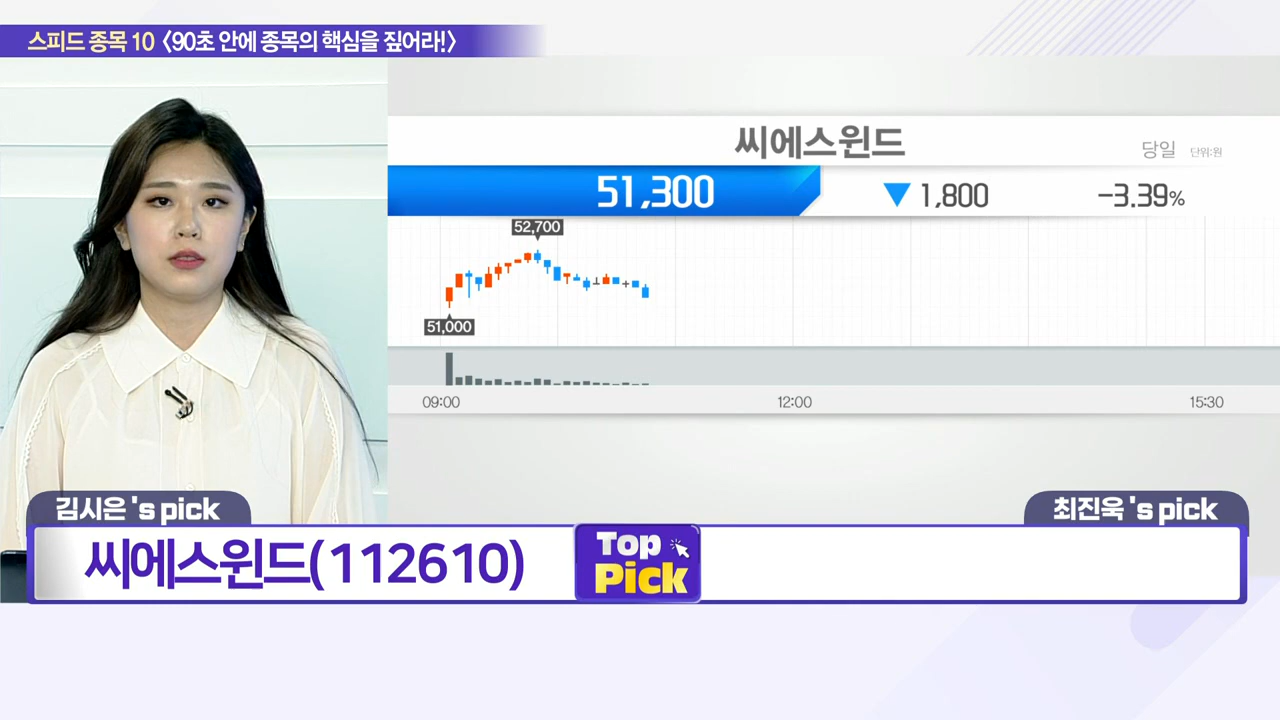 스피드 종목 10 〈90초 안에 종목의 핵심을 짚어라!〉
씨에스윈드
당일 단위:원
51,300 ▼ 1,800 -3.39%
52,700
51,000
09:00 12:00 15:30
김시은 's pick
최진욱 's pick
씨에스윈드(112610)
Top
Pick